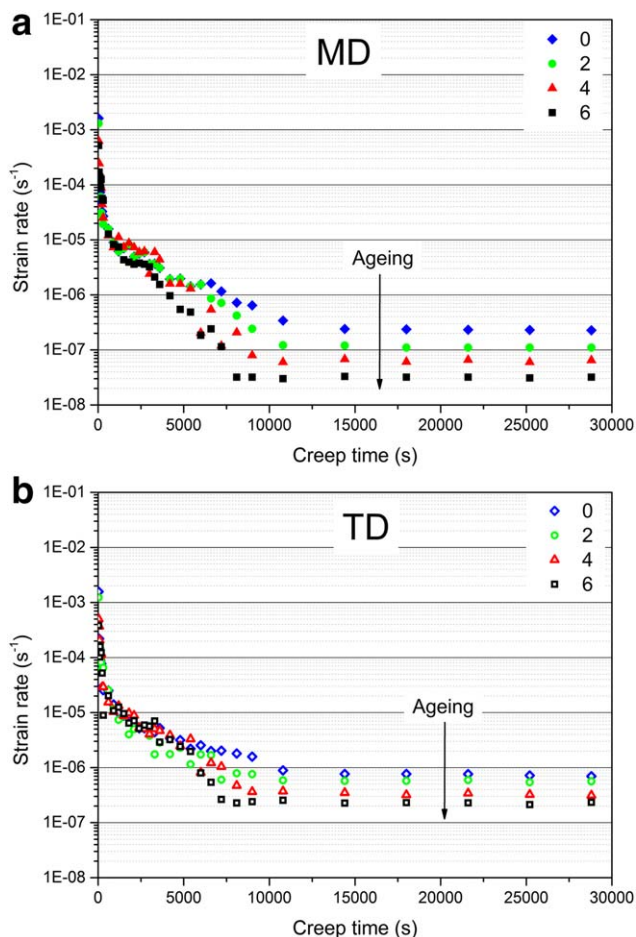 a
MD
0
2
4
6
1E-01
1E-02
1E-03
1E-04
1E-05
1E-06
1E-07
1E-08
Strain rate (s⁻¹)
Ageing
0 5000 10000 15000 20000 25000 30000
Creep time (s)
b
TD
0
2
4
6
1E-01
1E-02
1E-03
1E-04
1E-05
1E-06
1E-07
1E-08
Strain rate (s⁻¹)
Ageing
0 5000 10000 15000 20000 25000 30000
Creep time (s)